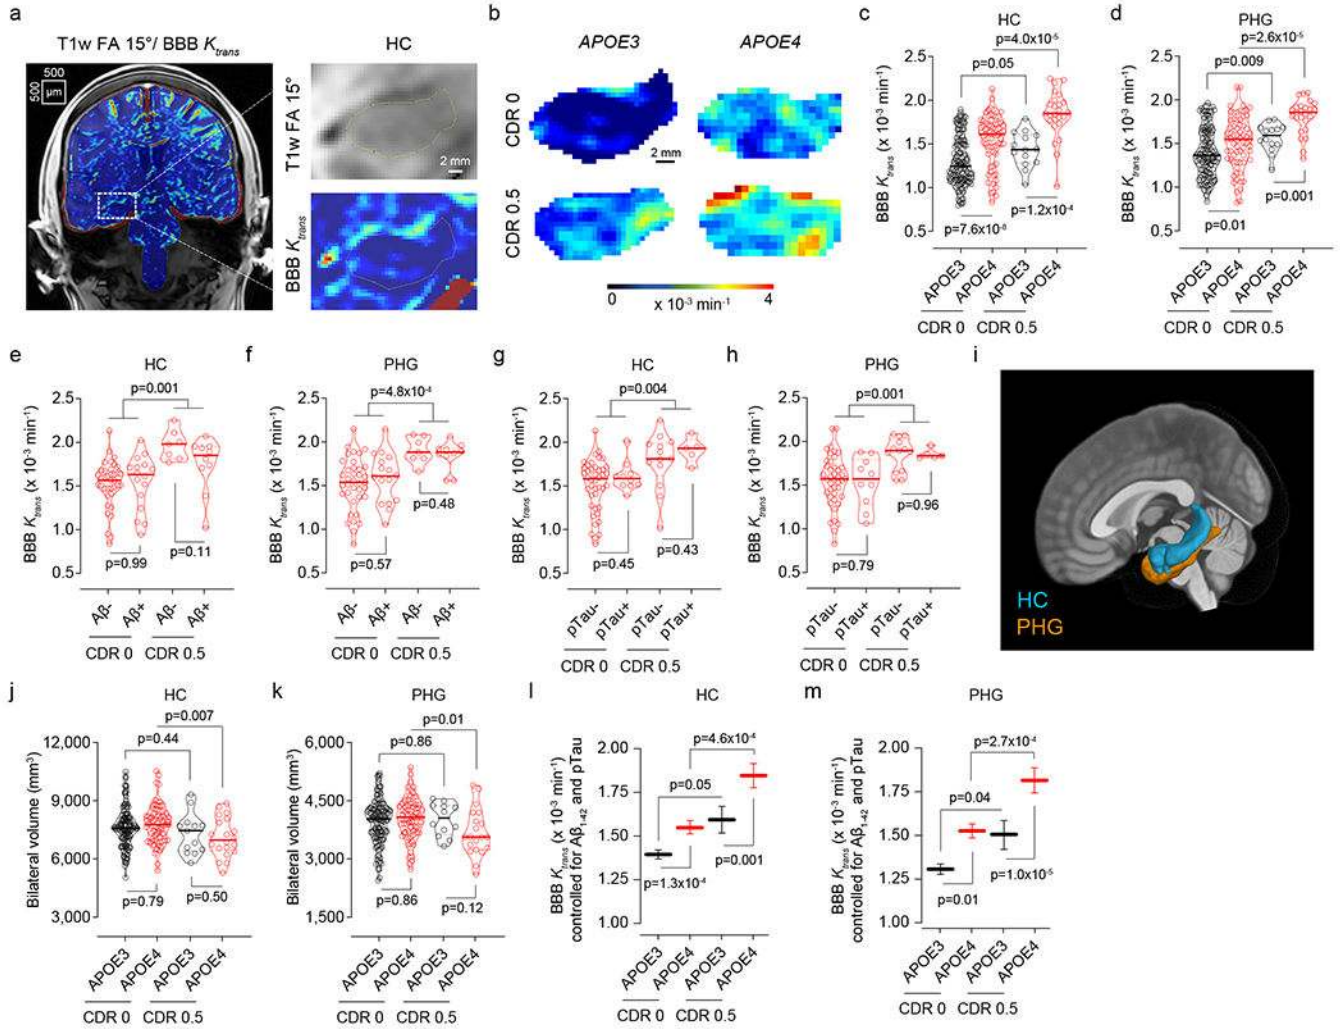 a
T1w FA 15°/ BBB Ktrans
500
500
µm
HC
T1w FA 15°
2 mm
BBB Ktrans
b
APOE3
APOE4
CDR 0
2 mm
CDR 0.5
0
4
x 10⁻³ min⁻¹
c
HC
p=4.0x10⁻⁵
p=0.05
BBB Ktrans (x 10⁻³ min⁻¹)
2.5
2.0
1.5
1.0
0.5
p=7.6x10⁻⁸
p=1.2x10⁻⁴
APOE3
APOE4
APOE3
APOE4
CDR 0
CDR 0.5
d
PHG
p=2.6x10⁻⁵
p=0.009
BBB Ktrans (x 10⁻³ min⁻¹)
2.5
2.0
1.5
1.0
0.5
p=0.01
p=0.001
APOE3
APOE4
APOE3
APOE4
CDR 0
CDR 0.5
e
HC
p=0.001
BBB Ktrans (x 10⁻³ min⁻¹)
2.5
2.0
1.5
1.0
0.5
p=0.99
p=0.11
Aβ-
Aβ+
Aβ-
Aβ+
CDR 0
CDR 0.5
f
PHG
p=4.8x10⁻⁴
BBB Ktrans (x 10⁻³ min⁻¹)
2.5
2.0
1.5
1.0
0.5
p=0.57
p=0.48
Aβ-
Aβ+
Aβ-
Aβ+
CDR 0
CDR 0.5
g
HC
p=0.004
BBB Ktrans (x 10⁻³ min⁻¹)
2.5
2.0
1.5
1.0
0.5
p=0.45
p=0.43
pTau-
pTau+
pTau-
pTau+
CDR 0
CDR 0.5
h
PHG
p=0.001
BBB Ktrans (x 10⁻³ min⁻¹)
2.5
2.0
1.5
1.0
0.5
p=0.79
p=0.96
pTau-
pTau+
pTau-
pTau+
CDR 0
CDR 0.5
i
HC
PHG
j
HC
p=0.007
p=0.44
Bilateral volume (mm³)
12,000
9,000
6,000
3,000
p=0.79
p=0.50
APOE3
APOE4
APOE3
APOE4
CDR 0
CDR 0.5
k
PHG
p=0.01
p=0.86
Bilateral volume (mm³)
6,000
4,500
3,000
1,500
p=0.86
p=0.12
APOE3
APOE4
APOE3
APOE4
CDR 0
CDR 0.5
l
HC
p=4.6x10⁻⁴
p=0.05
BBB Ktrans (x 10⁻³ min⁻¹)
controlled for Aβ1-42 and pTau
2.00
1.75
1.50
1.25
1.00
p=0.001
p=1.3x10⁻⁴
APOE3
APOE4
APOE3
APOE4
CDR 0
CDR 0.5
m
PHG
p=2.7x10⁻⁴
p=0.04
BBB Ktrans (x 10⁻³ min⁻¹)
controlled for Aβ1-42 and pTau
2.00
1.75
1.50
1.25
1.00
p=1.0x10⁻⁵
p=0.01
APOE3
APOE4
APOE3
APOE4
CDR 0
CDR 0.5